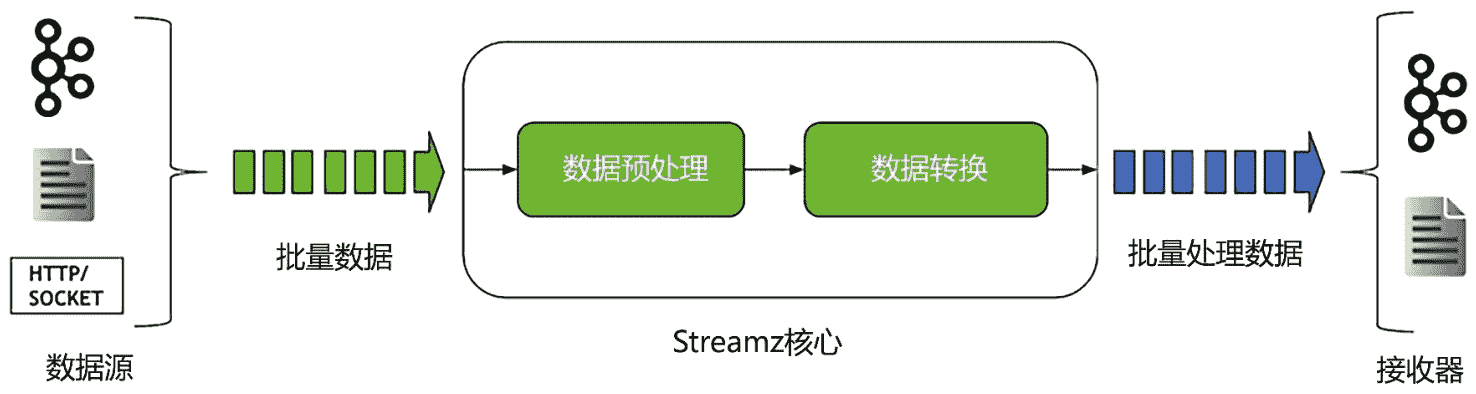 HTTP/
SOCKET
数据源
批量数据
数据预处理
数据转换
Streamz核心
批量处理数据
接收器